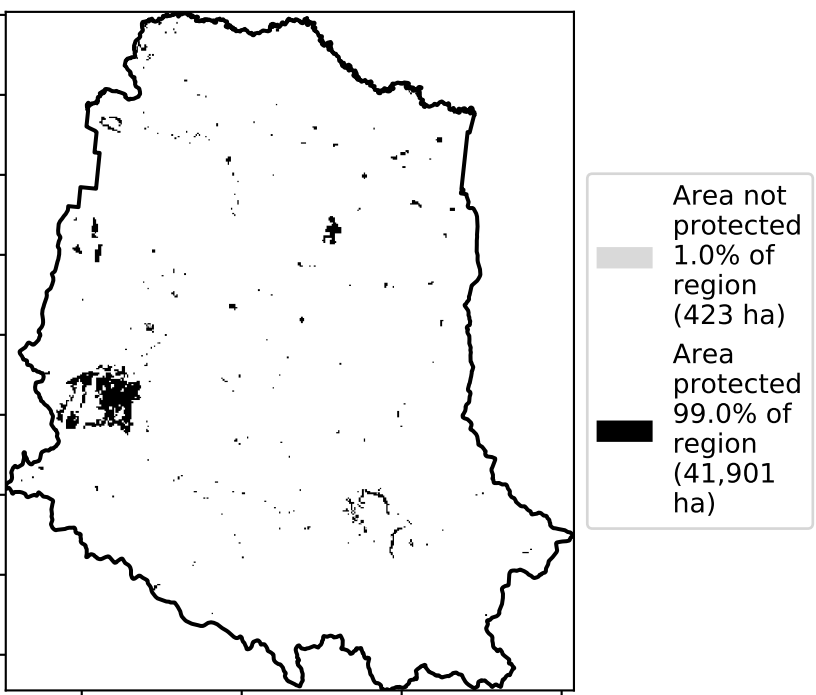 Area not
protected
1.0% of
region
(423 ha)
Area
protected
99.0% of
region
(41,901
ha)